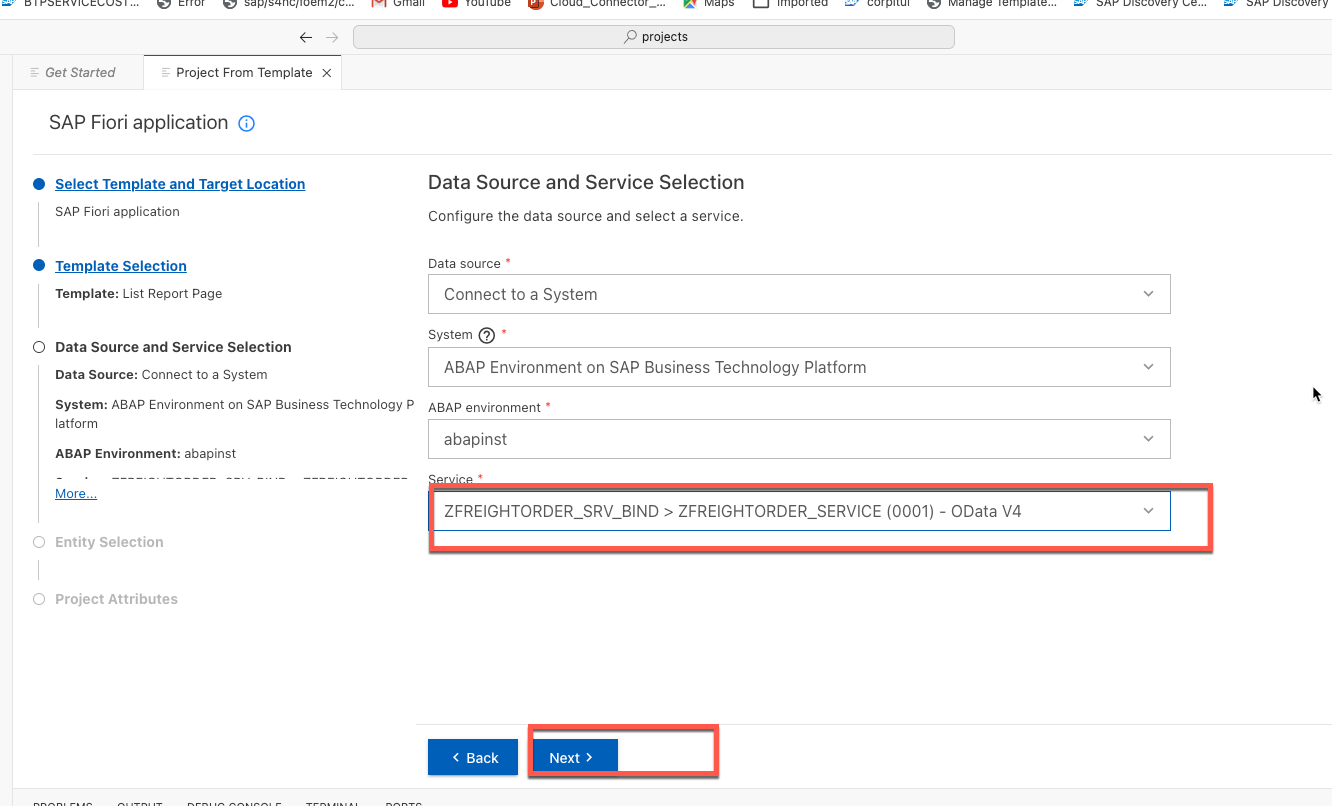 BTPSERVICECOST... Error sap/s4hc/foem2/c... Gmail YouTube Cloud_Connector_... Maps Imported corpitui Manage Template... SAP Discovery Ce... SAP Discovery
projects
Get Started Project From Template
SAP Fiori application
Select Template and Target Location
SAP Fiori application
Template Selection
Template: List Report Page
Data Source and Service Selection
Data Source: Connect to a System
System: ABAP Environment on SAP Business Technology P
latform
ABAP Environment: abapinst
More...
Entity Selection
Project Attributes
Data Source and Service Selection
Configure the data source and select a service.
Data source *
Connect to a System
System ? *
ABAP Environment on SAP Business Technology Platform
ABAP environment *
abapinst
Service *
ZFREIGHTORDER_SRV_BIND > ZFREIGHTORDER_SERVICE (0001) - OData V4
Back Next
PROBLEMS OUTPUT DEBUG CONSOLE TERMINAL PORTS